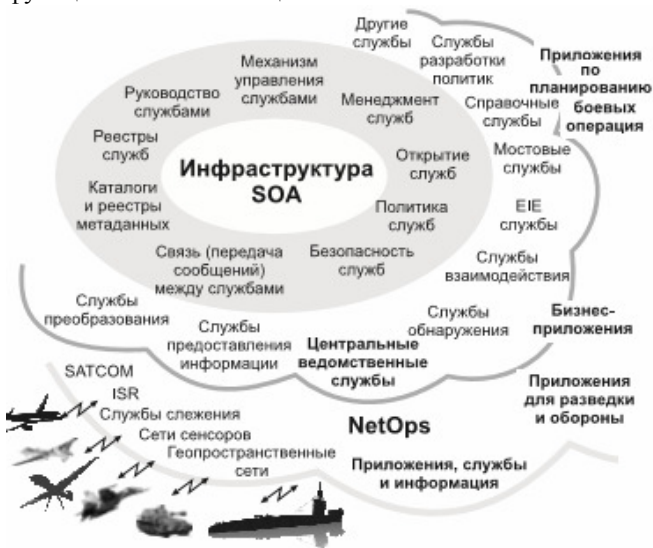 Другие
службы
Службы
разработки
политик
Приложения
по
планированию
боевых
операция
Механизм
управления
службами
Руководство
службами
Менеджмент
служб
Справочные
службы
Реестры
служб
Инфраструктура
SOA
Открытие
служб
Мостовые
службы
Каталоги
и реестры
метаданных
Политика
служб
EIE
службы
Связь (передача
сообщений)
между службами
Безопасность
служб
Службы
взаимодействия
Службы
преобразования
Службы
предоставления
информации
Центральные
ведомственные
службы
Службы
обнаружения
Бизнес-
приложения
SATCOM
ISR
Службы слежения
Сети сенсоров
Геопространственные
сети
NetOps
Приложения
для разведки
и обороны
Приложения, службы
и информация